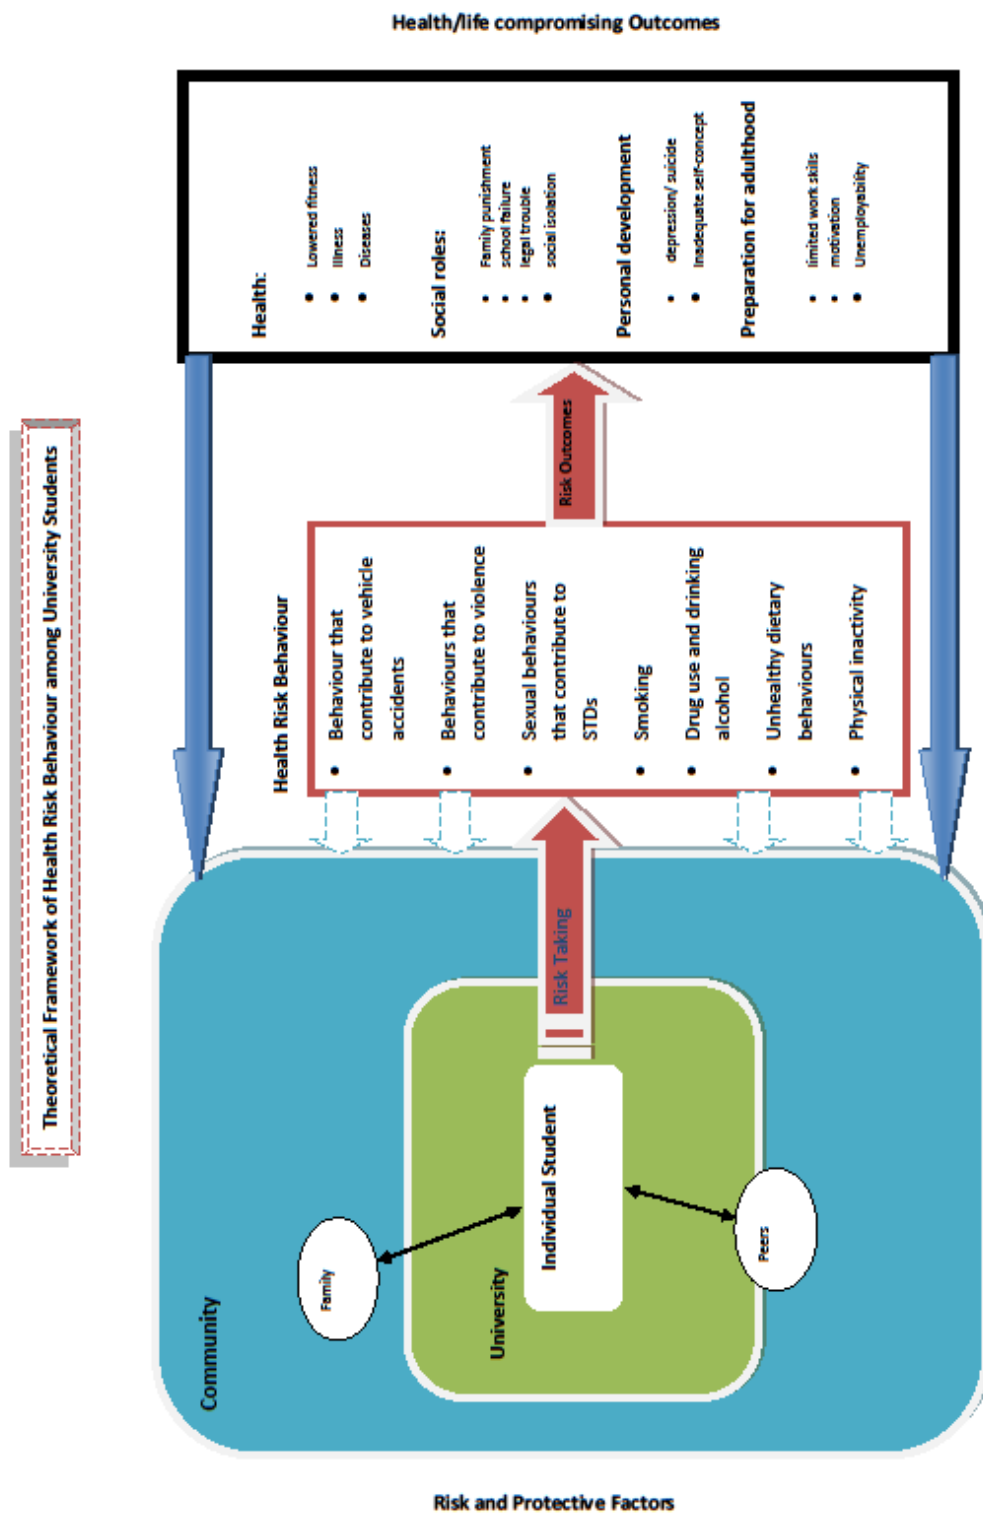 Theoretical Framework of Health Risk Behaviour among University Students
Risk and Protective Factors
Community
Family
University
Individual Student
Peers
Risk Taking
Health Risk Behaviour
• Behaviour that
contribute to vehicle
accidents
• Behaviours that
contribute to violence
• Sexual behaviours
that contribute to
STDs
• Smoking
• Drug use and drinking
alcohol
• Unhealthy dietary
behaviours
• Physical inactivity
Risk Outcomes
Health/life compromising Outcomes
Health:
• Lowered fitness
• Illness
• Diseases
Social roles:
• Family punishment
• school failure
• legal trouble
• social isolation
Personal development
• depression/ suicide
• Inadequate self-concept
Preparation for adulthood
• limited work skills
• motivation
• Unemployability